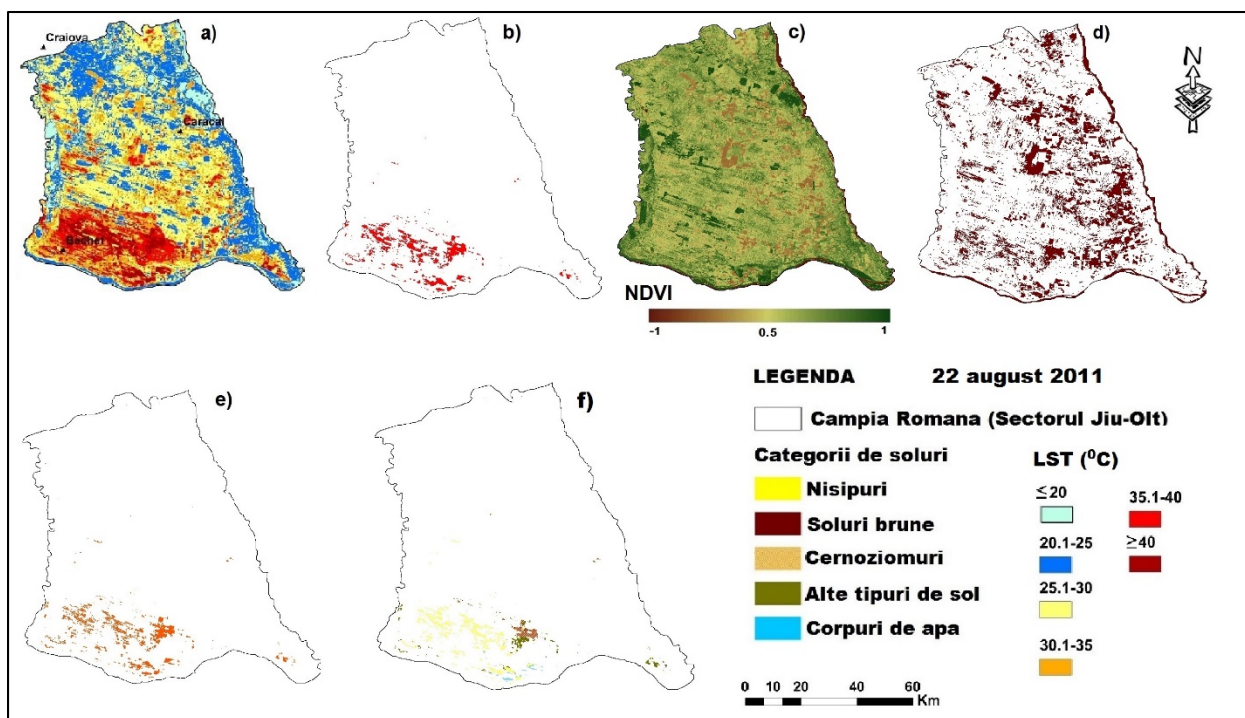 a)
Craiova
Caracal
Bechet
b)
c)
NDVI
-1 0.5 1
d)
N
e)
f)
LEGENDA 22 august 2011
Campia Romana (Sectorul Jiu-Olt)
Categorii de soluri
Nisipuri
Soluri brune
Cernoziomuri
Alte tipuri de sol
Corpuri de apa
LST (⁰C)
≤20
35.1-40
20.1-25
≥40
25.1-30
30.1-35
0 10 20 40 60
Km